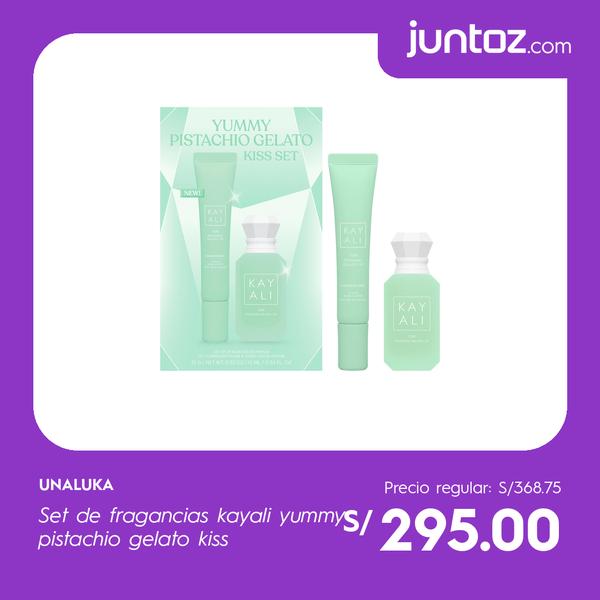 juntoz.com
YUMMY
PISTACHIO GELATO
KISS SET
NEW!
KAY
ALI
KAY
ALI
KAY
ALI
KAY
ALI
UNALUKA
Precio regular: S/368.75
Set de fragancias kayali yummy
pistachio gelato kiss
S/ 295.00